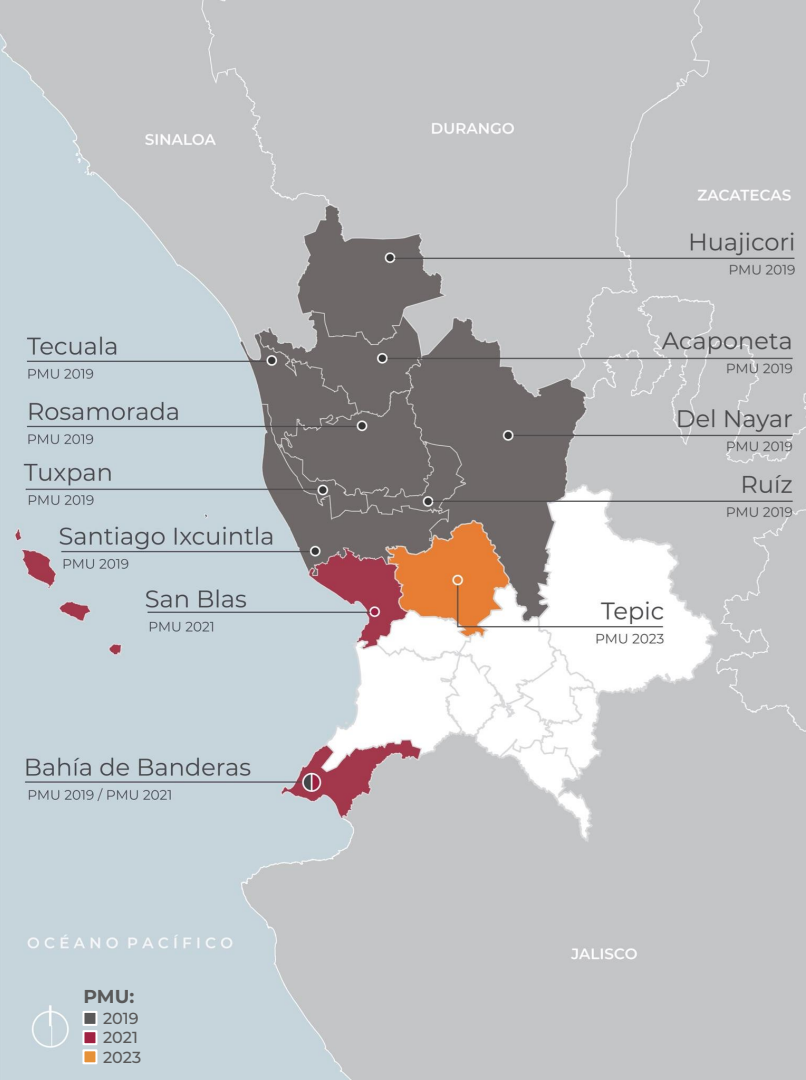 SINALOA
DURANGO
ZACATECAS
Huajicori
PMU 2019
Tecuala
PMU 2019
Acaponeta
PMU 2019
Rosamorada
PMU 2019
Del Nayar
PMU 2019
Tuxpan
PMU 2019
Ruíz
PMU 2019
Santiago Ixcuintla
PMU 2019
San Blas
PMU 2021
Tepic
PMU 2023
Bahía de Banderas
PMU 2019 / PMU 2021
OCÉANO PACÍFICO
JALISCO
PMU:
2019
2021
2023